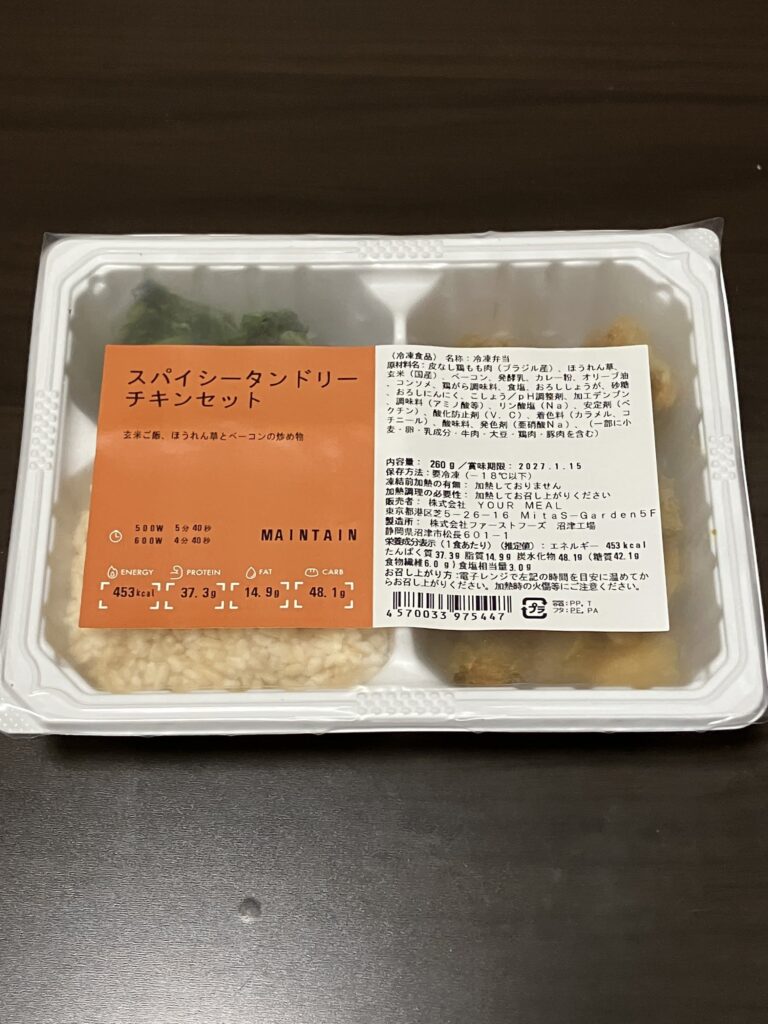 スパイシータンドリー
チキンセット
玄米ご飯、ほうれん草とベーコンの炒め物
500W 5分40秒
600W 4分40秒
MAINTAIN
ENERGY PROTEIN FAT CARB
453kcal 37.3g 14.9g 48.1g
(冷凍食品) 名称:冷凍弁当
原材料名:皮なし鶏もも肉(ブラジル産)、ほうれん草、
玄米(国産)、ベーコン、発酵乳、カレー粉、オリーブ油、
コンソメ、鶏がら調味料、食塩、おろししょうが、砂糖
、おろしにんにく、こしょう/pH調整剤、加工デンプン
、調味料(アミノ酸等)、リン酸塩(Na)、安定剤(ペ
クチン)、酸化防止剤(V.C)、着色料(カラメル、コ
チニール)、酸味料、発色剤(亜硝酸Na)、(一部に小
麦・卵・乳成分・牛肉・大豆・鶏肉・豚肉を含む)
内容量: 260g/賞味期限:2027.1.15
保存方法:要冷凍(-18℃以下)
凍結前加熱の有無: 加熱しておりません
加熱調理の必要性: 加熱してお召し上がりください
販売者: 株式会社 YOUR MEAL
東京都港区芝5-26-16 MitaS-Garden5F
製造所: 株式会社ファーストフーズ 沼津工場
静岡県沼津市松長601-1
栄養成分表示(1食あたり)(推定値):エネルギー 453kcal
たんぱく質37.3g 脂質14.9g 炭水化物48.1g(糖質42.1g
食物繊維6.0g)食塩相当量3.0g
お召し上がり方:電子レンジで左記の時間を目安に温めてか
らお召し上がりください。加熱時の火傷等にご注意ください。
4570033 975447
プラ
容器:PP,T
フタ:PE,PA